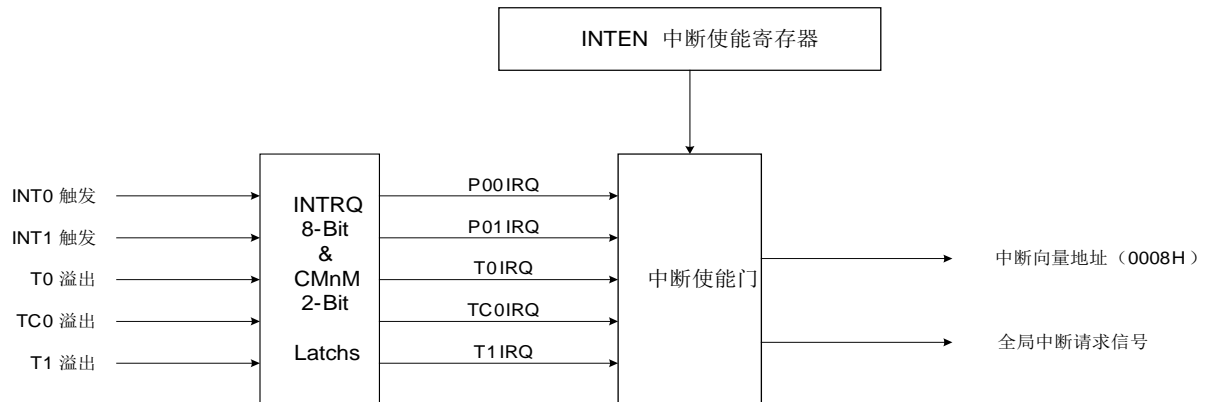 INTEN 中断使能寄存器
INT0 触发
INT1 触发
T0 溢出
TC0 溢出
T1 溢出
INTRQ
8-Bit
&
CMnM
2-Bit
Latchs
P00IRQ
P01IRQ
T0IRQ
TC0IRQ
T1IRQ
中断使能门
中断向量地址（0008H）
全局中断请求信号